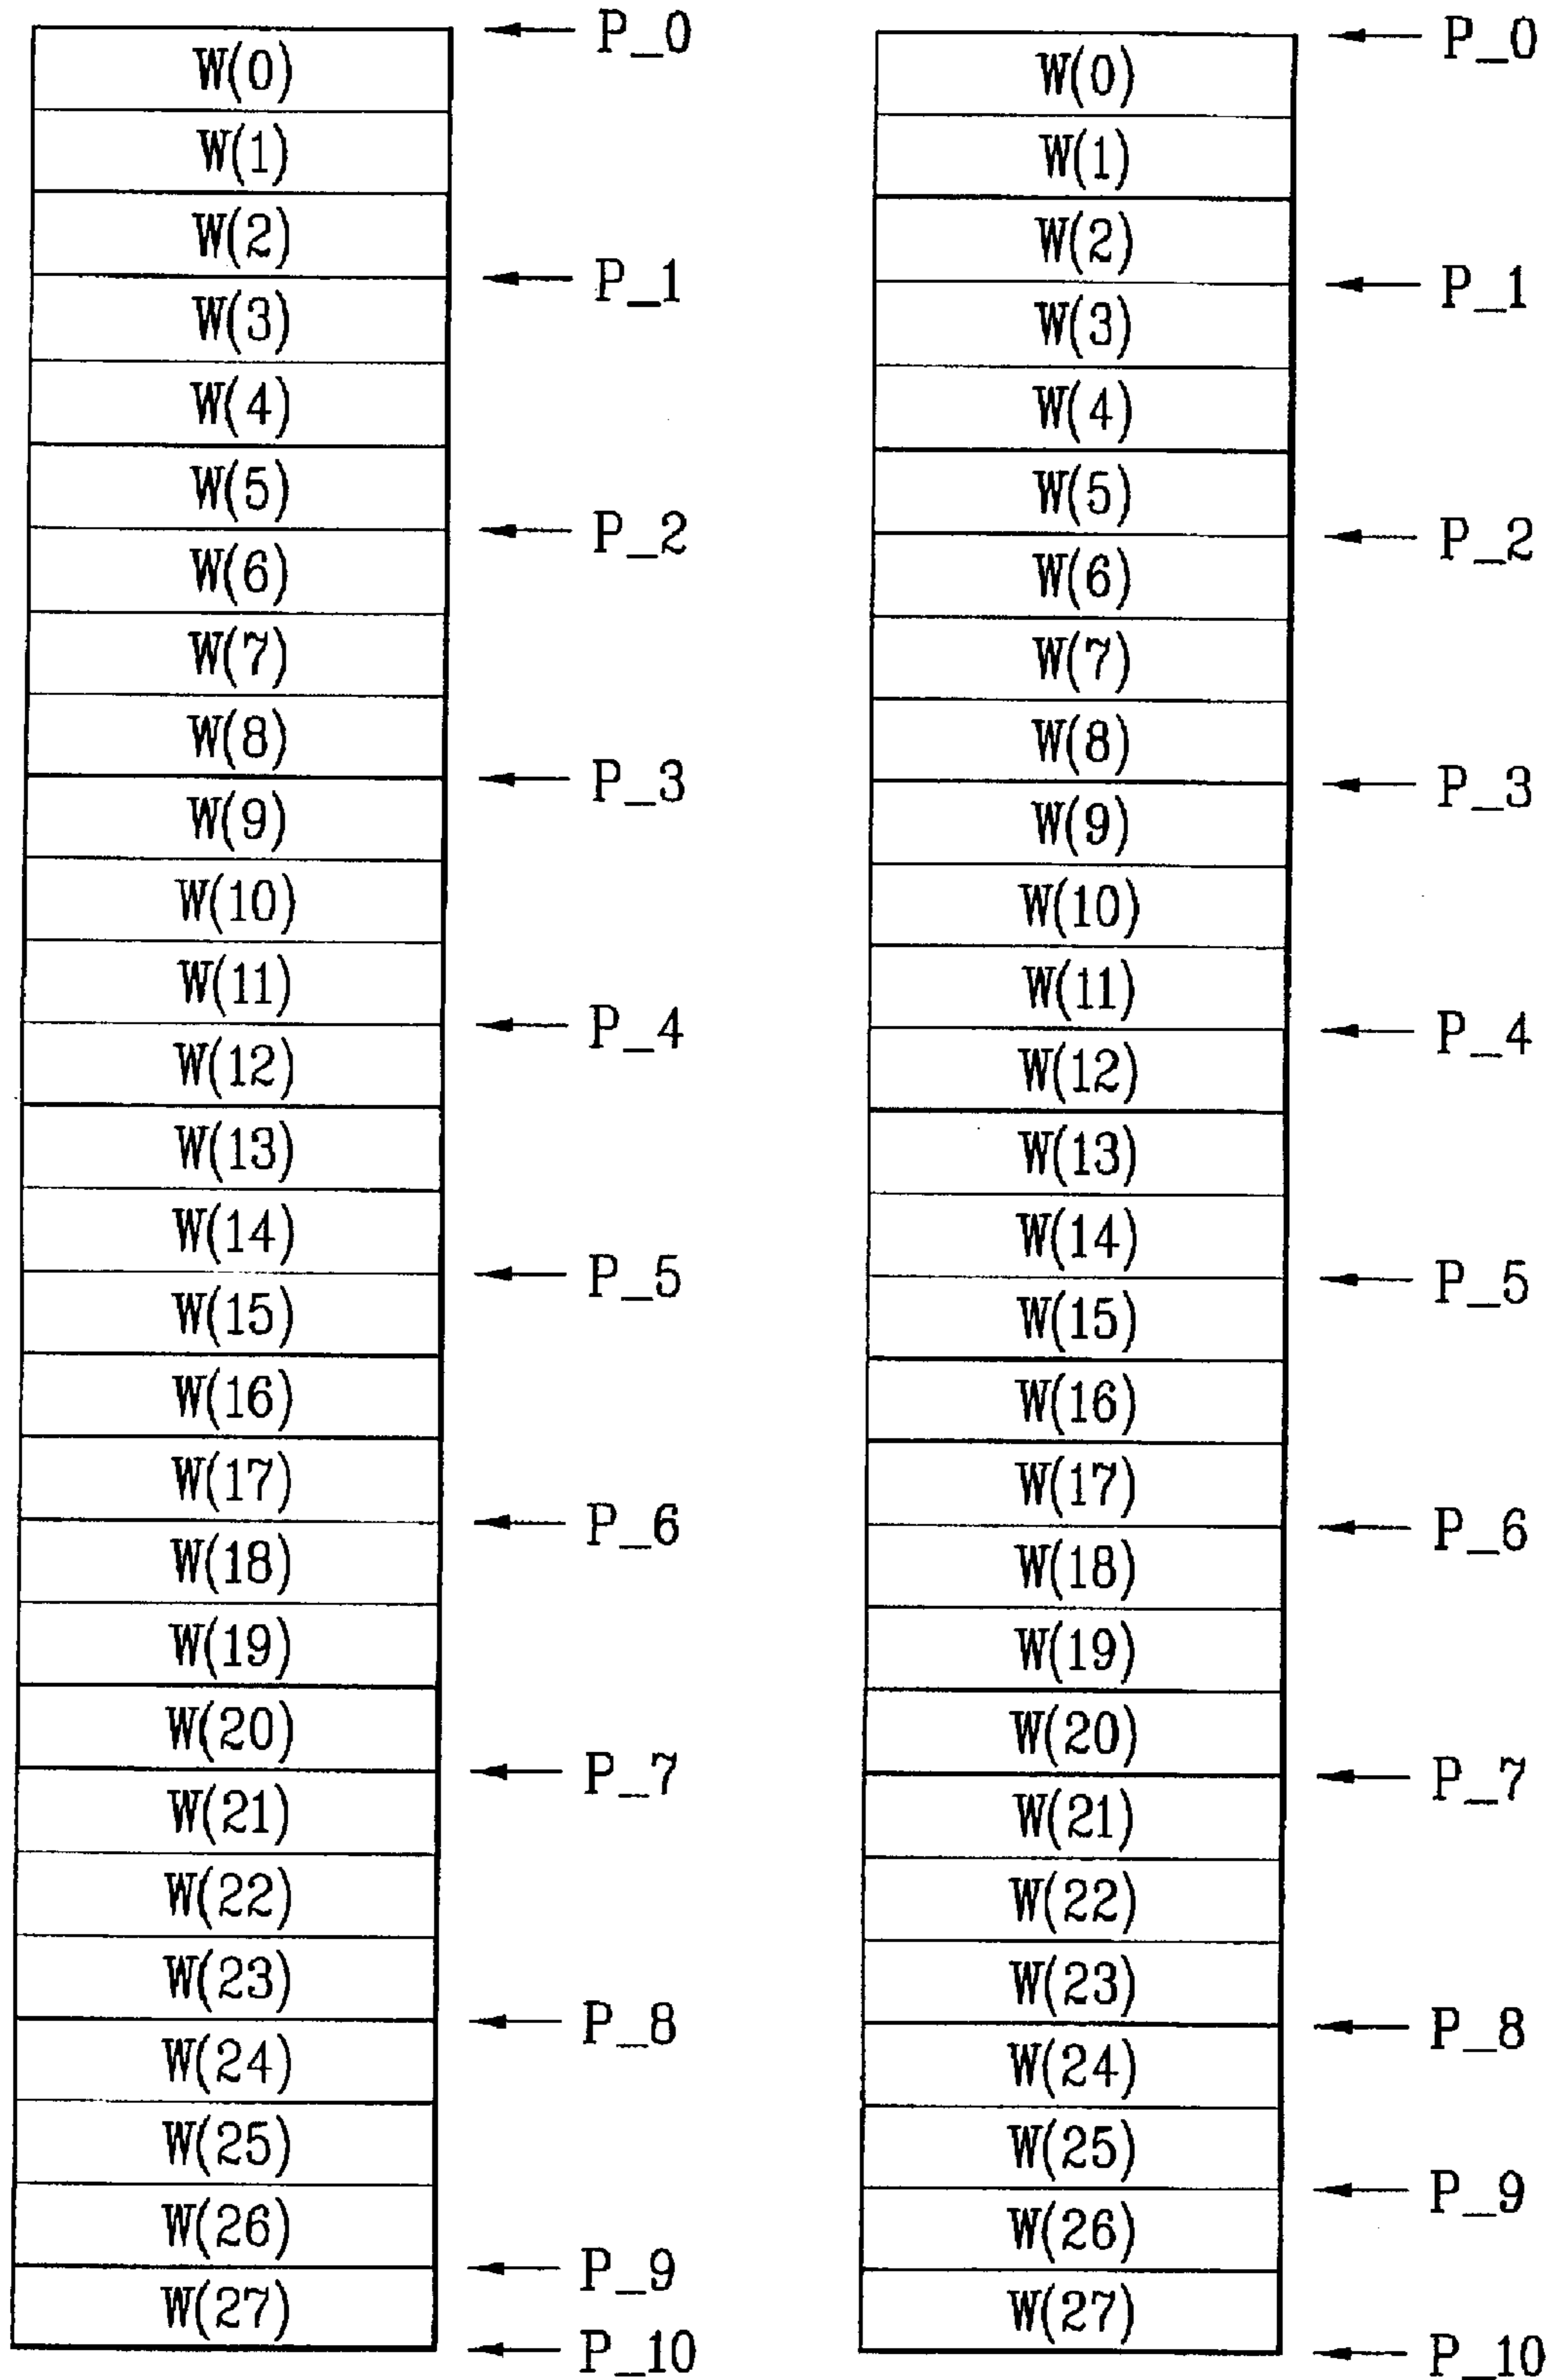 P_0
W(0)
W(1)
W(2)
P_1
W(3)
W(4)
W(5)
P_2
W(6)
W(7)
W(8)
P_3
W(9)
W(10)
W(11)
P_4
W(12)
W(13)
W(14)
P_5
W(15)
W(16)
W(17)
P_6
W(18)
W(19)
W(20)
P_7
W(21)
W(22)
W(23)
P_8
W(24)
W(25)
W(26)
P_9
W(27)
P_10
P_0
W(0)
W(1)
W(2)
P_1
W(3)
W(4)
W(5)
P_2
W(6)
W(7)
W(8)
P_3
W(9)
W(10)
W(11)
P_4
W(12)
W(13)
W(14)
P_5
W(15)
W(16)
W(17)
P_6
W(18)
W(19)
W(20)
P_7
W(21)
W(22)
W(23)
P_8
W(24)
W(25)
P_9
W(26)
W(27)
P_10